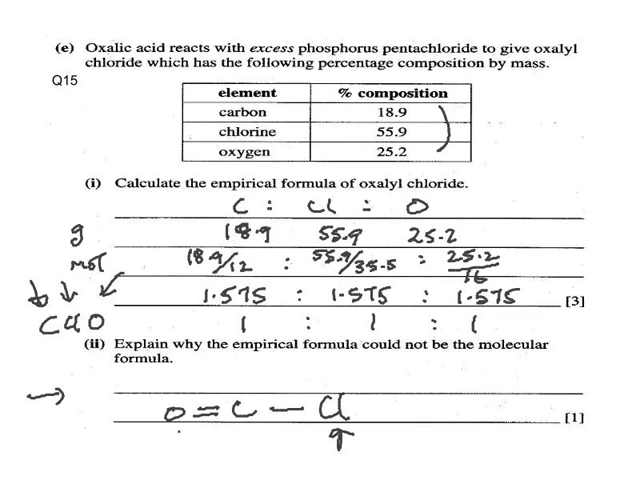 (e) Oxalic acid reacts with excess phosphorus pentachloride to give oxalyl
chloride which has the following percentage composition by mass.
Q15
element % composition
carbon 18.9
chlorine 55.9
oxygen 25.2
(i) Calculate the empirical formula of oxalyl chloride.
C : Cl : O
g 18.9 55.9 25.2
mol 18.9/12 : 55.9/35.5 : 25.2/16
1.575 : 1.575 : 1.575 [3]
CClO 1 : 1 : 1
(ii) Explain why the empirical formula could not be the molecular
formula.
O=C–Cl [1]